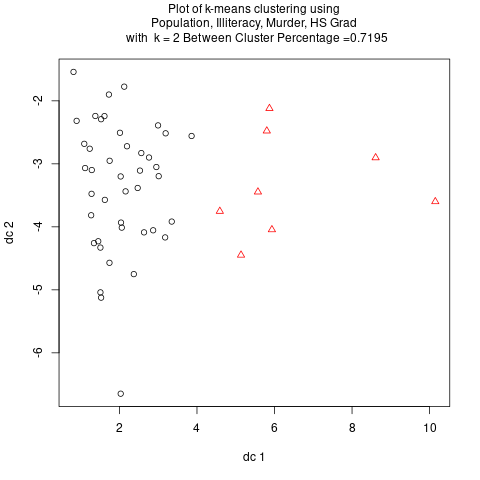 Plot of k-means clustering using
Population, Illiteracy, Murder, HS Grad
with  k = 2 Between Cluster Percentage =0.7195
-2
-3
-4
-5
-6
dc 2
2
4
6
8
10
dc 1